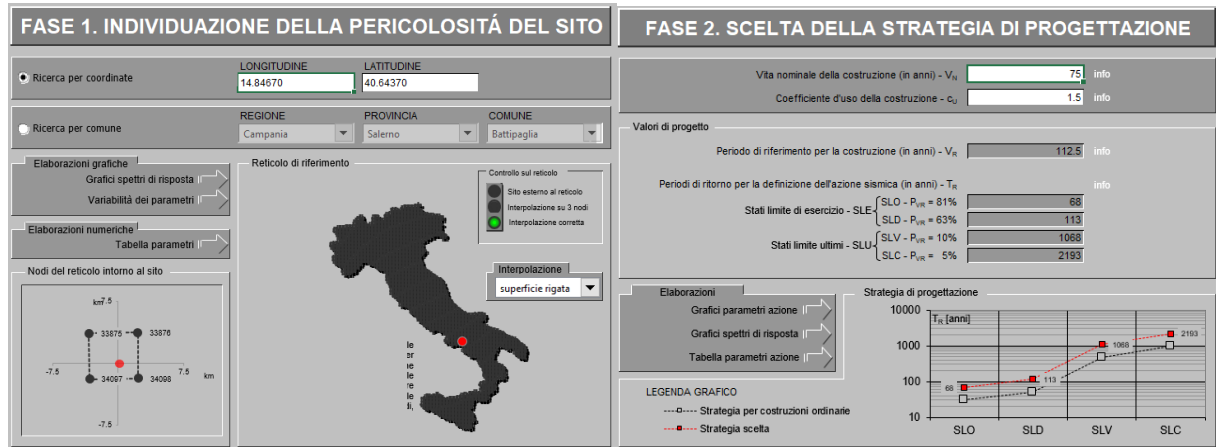 FASE 1. INDIVIDUAZIONE DELLA PERICOLOSITÁ DEL SITO
Ricerca per coordinate
LONGITUDINE LATITUDINE
14.84670 40.64370
Ricerca per comune
REGIONE PROVINCIA COMUNE
Campania Salerno Battipaglia
Elaborazioni grafiche
Grafici spettri di risposta
Variabilità dei parametri
Elaborazioni numeriche
Tabella parametri
Nodi del reticolo intorno al sito
km 7.5
33875 33876
-7.5 7.5 km
34097 34098
-7.5
Reticolo di riferimento
Controllo sul reticolo
Sito esterno al reticolo
Interpolazione su 3 nodi
Interpolazione corretta
Interpolazione
superficie rigata
le
er
ne
le
re
le
di,
FASE 2. SCELTA DELLA STRATEGIA DI PROGETTAZIONE
Vita nominale della costruzione (in anni) - VN 75 info
Coefficiente d'uso della costruzione - cU 1.5 info
Valori di progetto
Periodo di riferimento per la costruzione (in anni) - VR 112.5 info
Periodi di ritorno per la definizione dell'azione sismica (in anni) - TR info
Stati limite di esercizio - SLE
SLO - PVR = 81% 68
SLD - PVR = 63% 113
Stati limite ultimi - SLU
SLV - PVR = 10% 1068
SLC - PVR = 5% 2193
Elaborazioni
Grafici parametri azione
Grafici spettri di risposta
Tabella parametri azione
LEGENDA GRAFICO
Strategia per costruzioni ordinarie
Strategia scelta
Strategia di progettazione
TR [anni]
10000
1000
100
10
68
113
1068
2193
SLO SLD SLV SLC